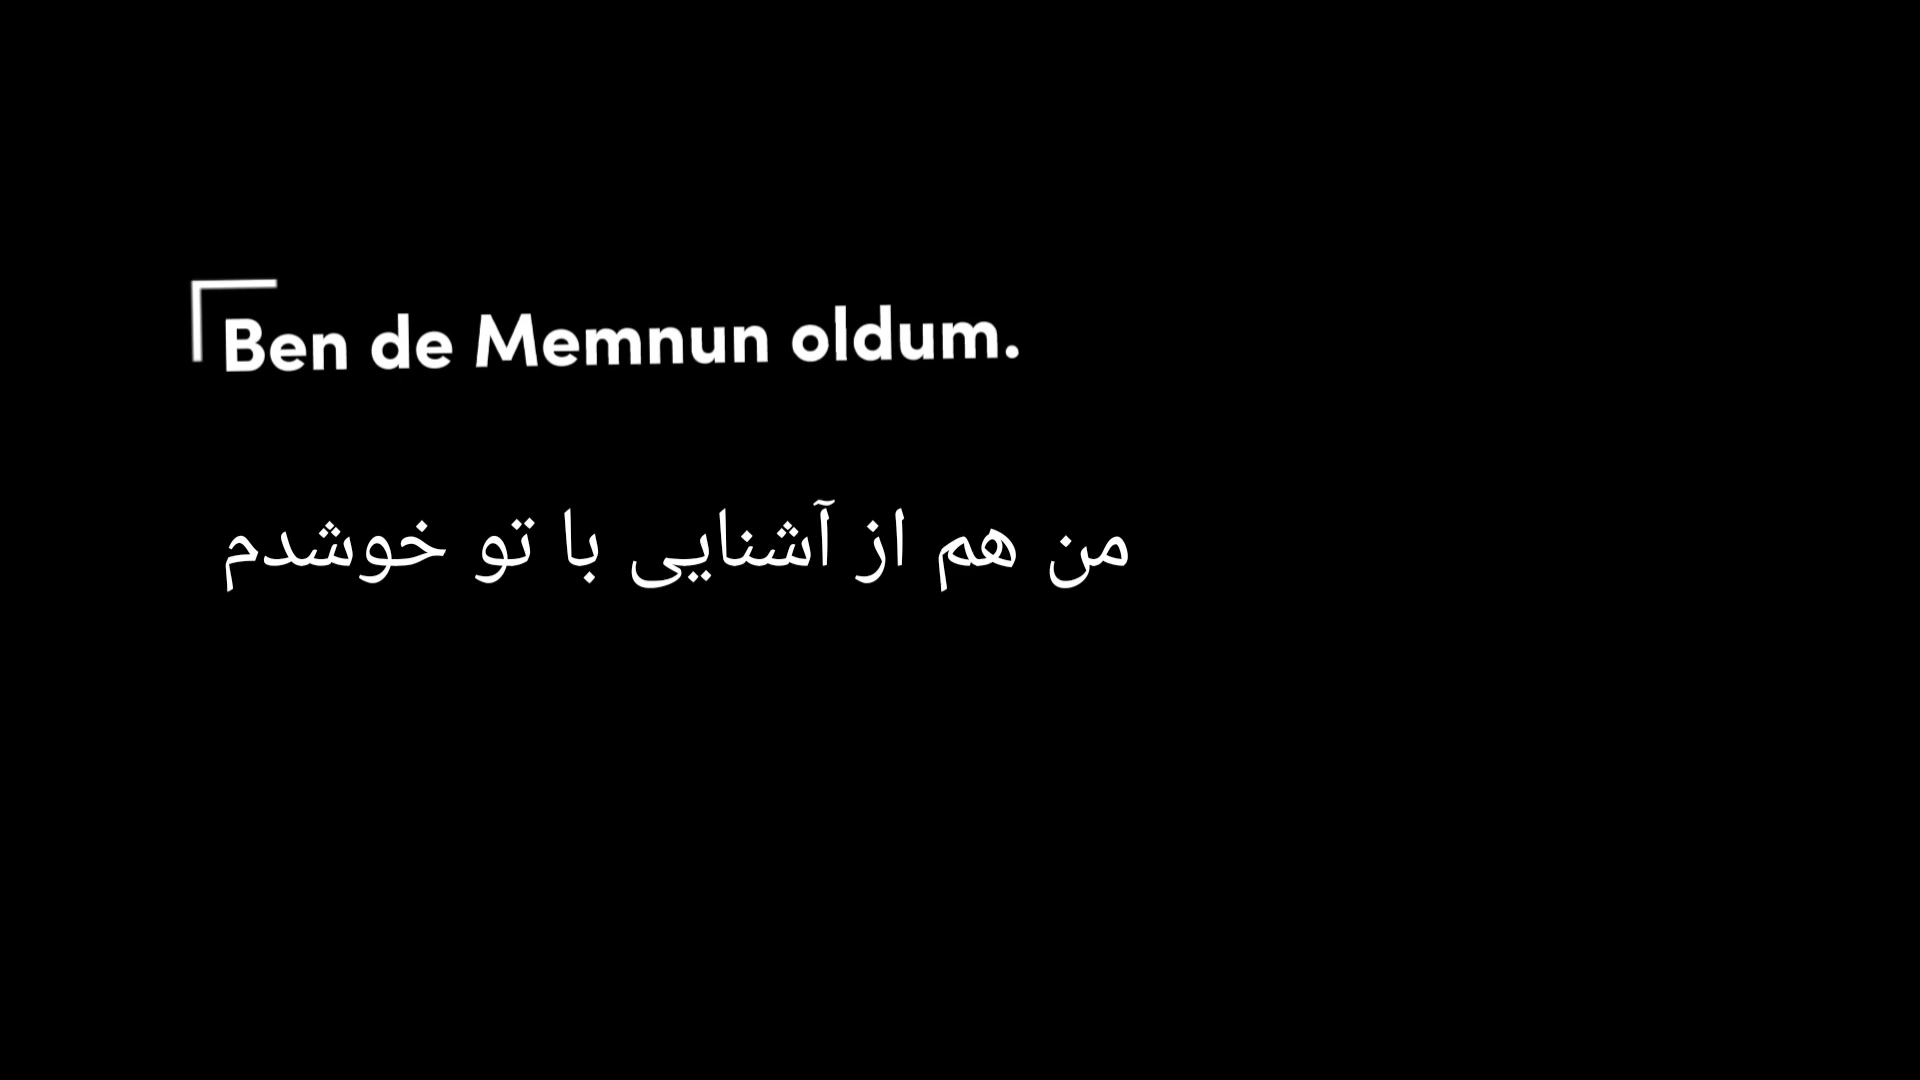 Ben de Memnun oldum.
من هم از آشنایی با تو خوشدم